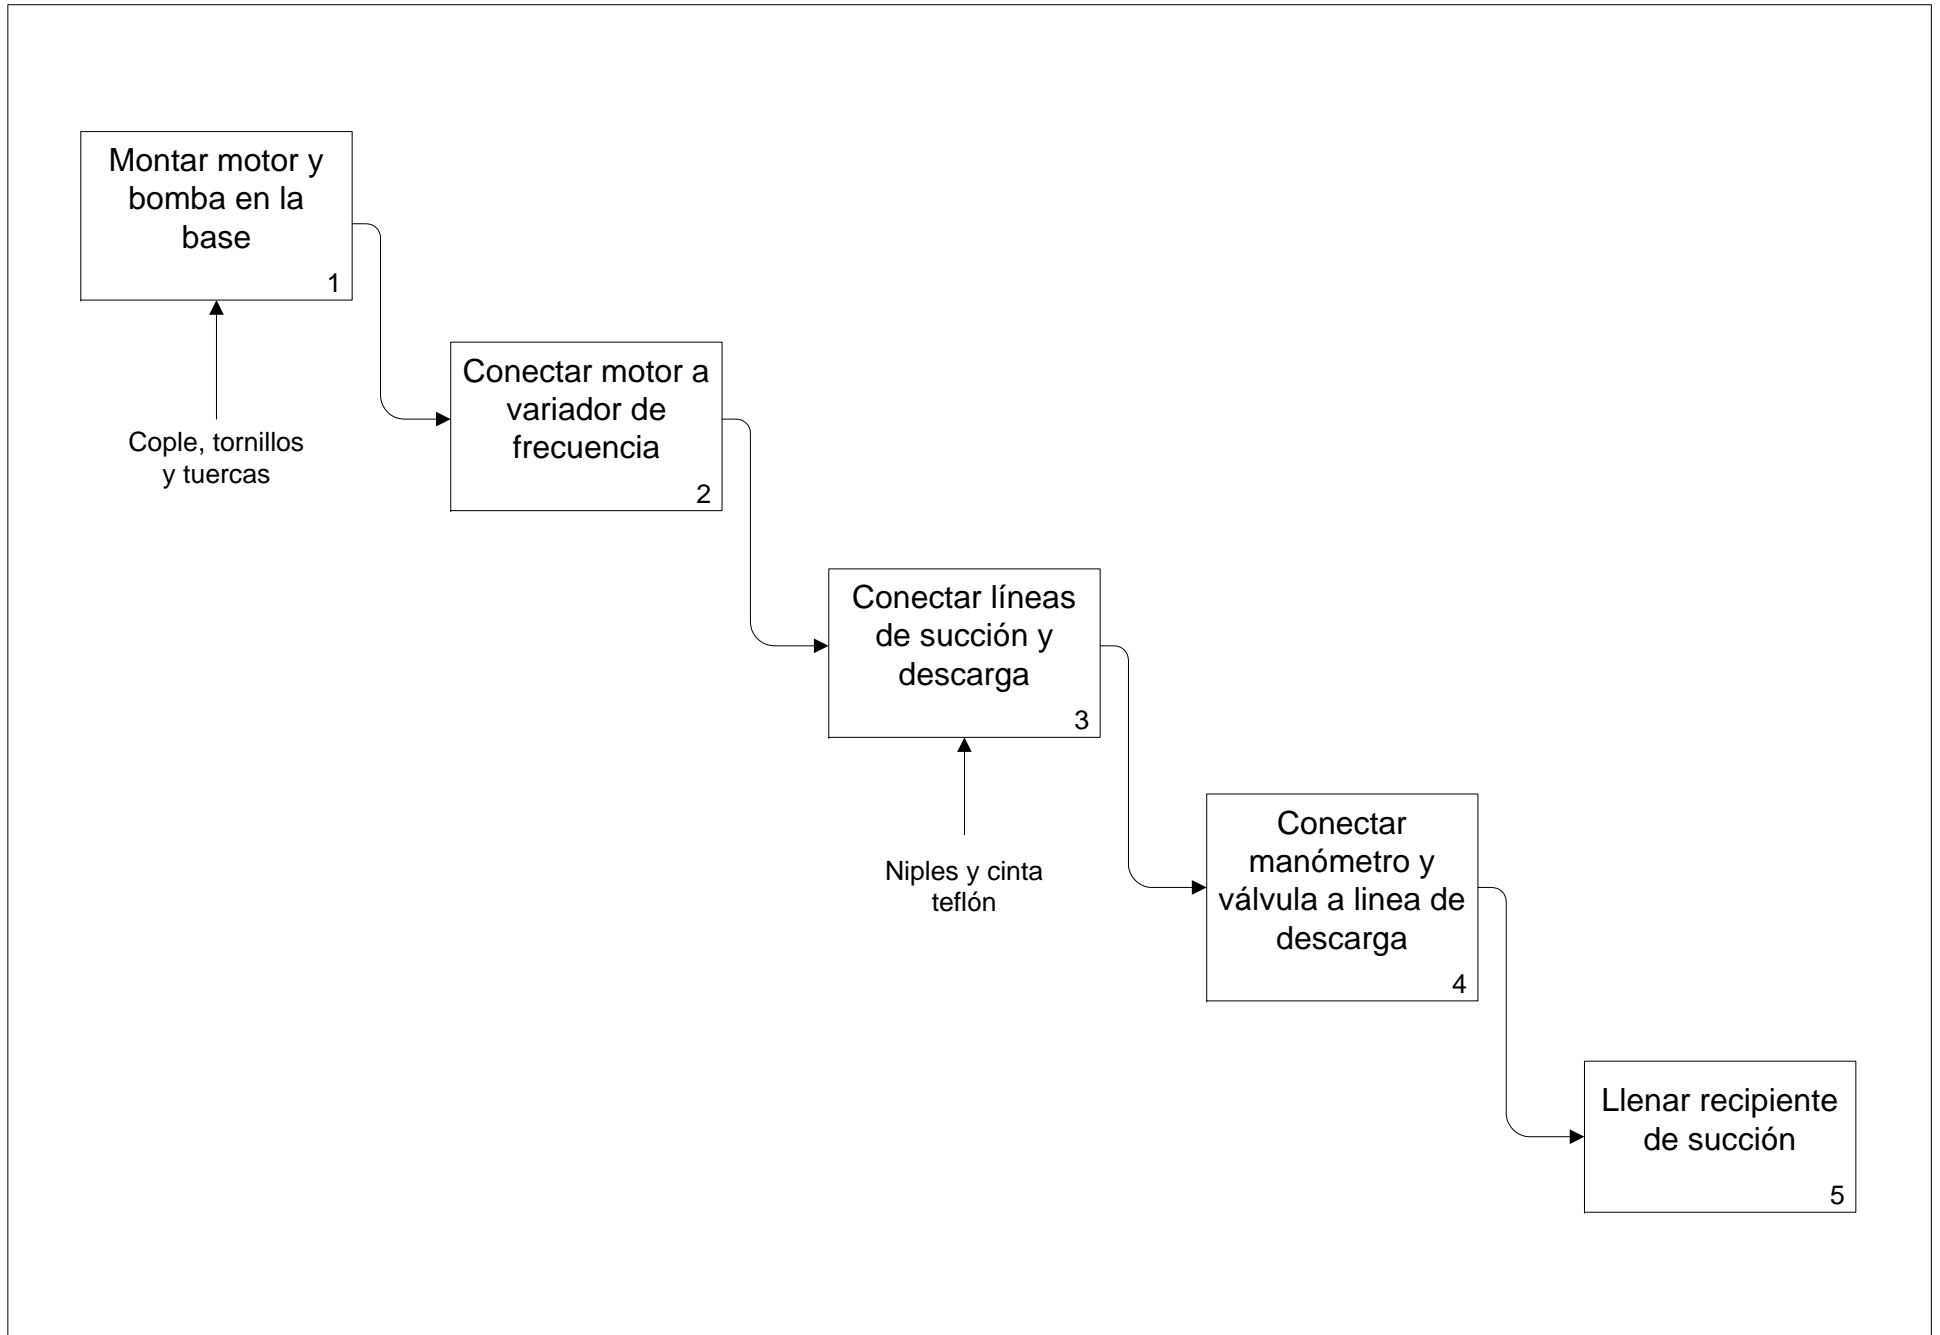 Montar motor y
bomba en la
base
1
Cople, tornillos
y tuercas
Conectar motor a
variador de
frecuencia
2
Conectar líneas
de succión y
descarga
3
Niples y cinta
teflón
Conectar
manómetro y
válvula a linea de
descarga
4
Llenar recipiente
de succión
5